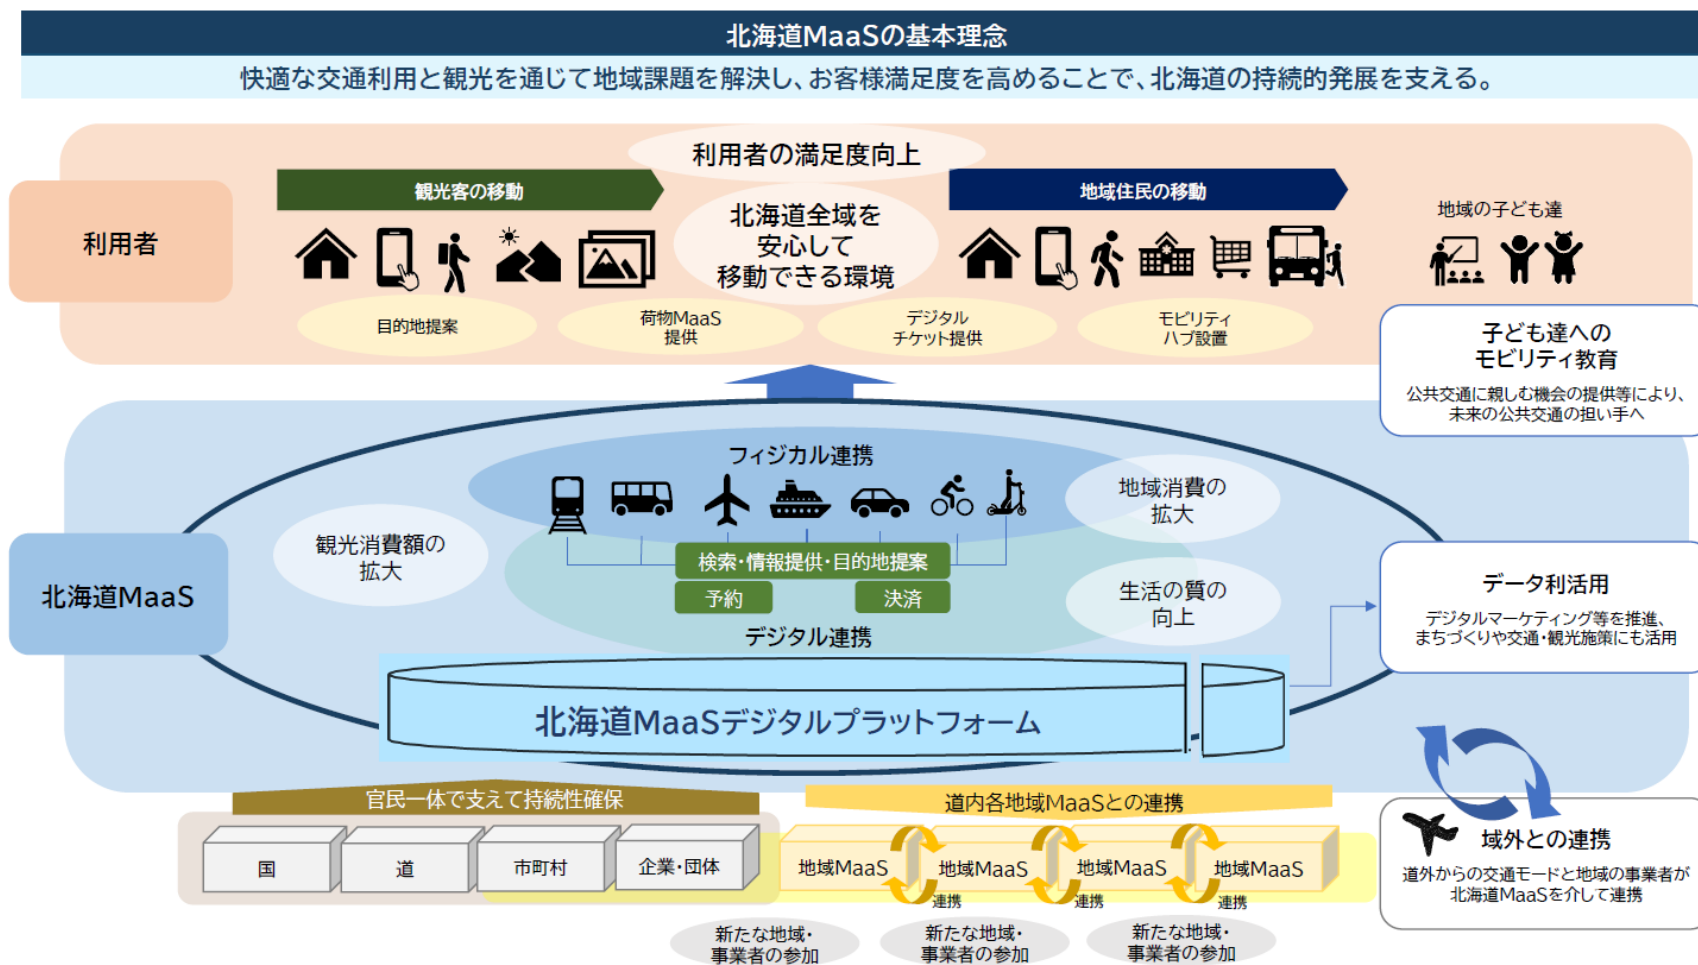 北海道MaaSの基本理念
快適な交通利用と観光を通じて地域課題を解決し、お客様満足度を高めることで、北海道の持続的発展を支える。
利用者の満足度向上
観光客の移動
地域住民の移動
利用者
北海道全域を
安心して
移動できる環境
地域の子ども達
目的地提案
荷物MaaS
提供
デジタル
チケット提供
モビリティ
ハブ設置
子ども達への
モビリティ教育
公共交通に親しむ機会の提供等により、
未来の公共交通の担い手へ
北海道MaaS
フィジカル連携
観光消費額の
拡大
地域消費の
拡大
検索・情報提供・目的地提案
予約
決済
生活の質の
向上
デジタル連携
データ利活用
デジタルマーケティング等を推進、
まちづくりや交通・観光施策にも活用
北海道MaaSデジタルプラットフォーム
官民一体で支えて持続性確保
国
道
市町村
企業・団体
道内各地域MaaSとの連携
地域MaaS
地域MaaS
地域MaaS
地域MaaS
連携
連携
連携
新たな地域・
事業者の参加
新たな地域・
事業者の参加
新たな地域・
事業者の参加
域外との連携
道外からの交通モードと地域の事業者が
北海道MaaSを介して連携